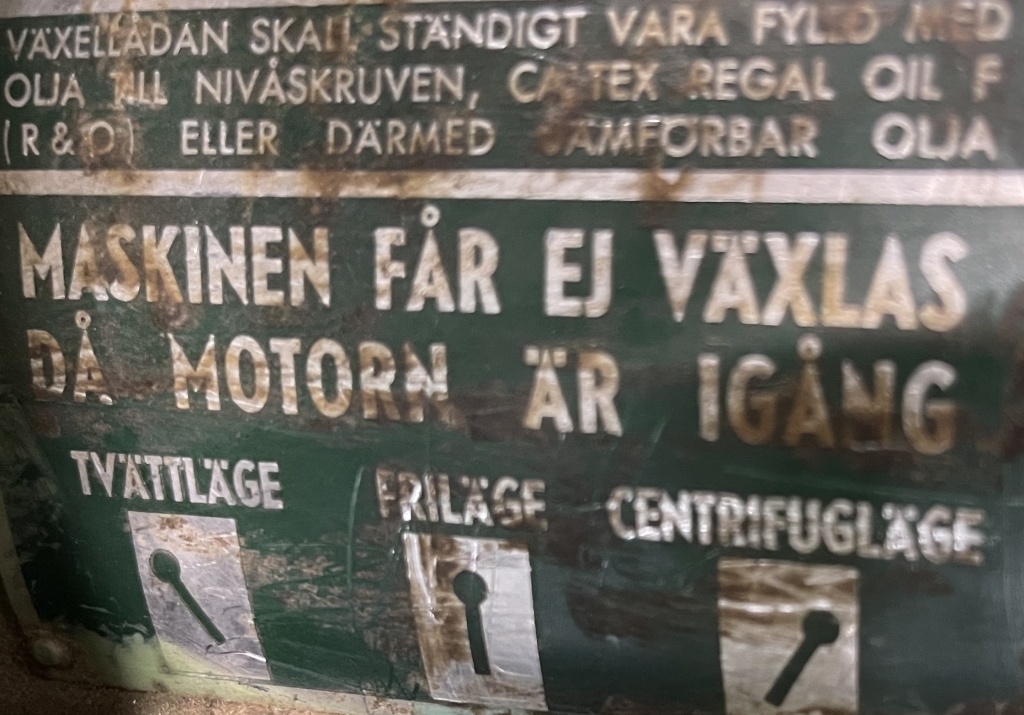 VÄXELLÅDAN SKALL STÄNDIGT VARA FYLLD MED
OLJA TILL NIVÅSKRUVEN, CALTEX REGAL OIL F
(R & O) ELLER DÄRMED JÄMFÖRBAR OLJA
MASKINEN FÅR EJ VÄXLAS
DÅ MOTORN ÄR IGÅNG
TVÄTTLÄGE FRILÄGE CENTRIFUGLÄGE